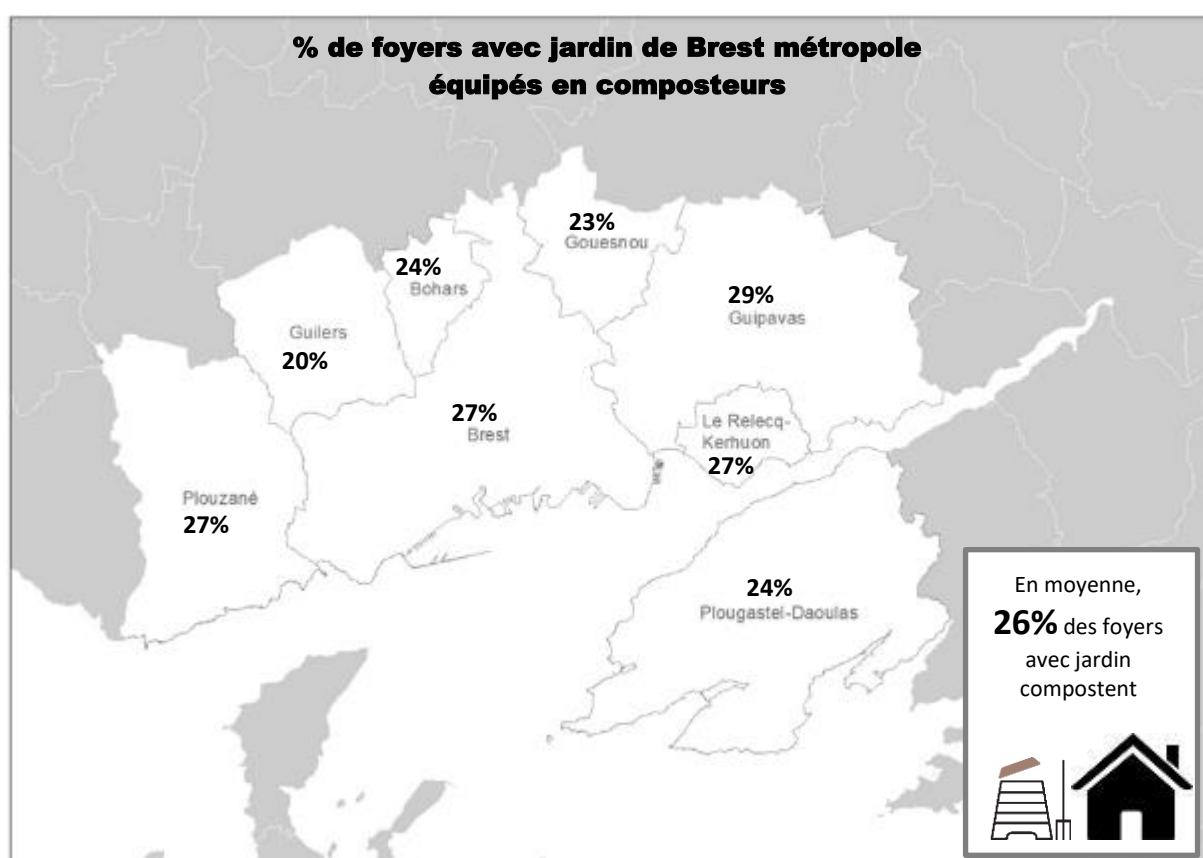 % de foyers avec jardin de Brest métropole
équipés en composteurs
23%
Gouesnou
24%
Bohars
29%
Guipavas
Guilers
20%
27%
Brest
Le Relecq-
Kerhuon
27%
Plouzané
27%
24%
Plougastel-Daoulas
En moyenne,
26% des foyers
avec jardin
compostent